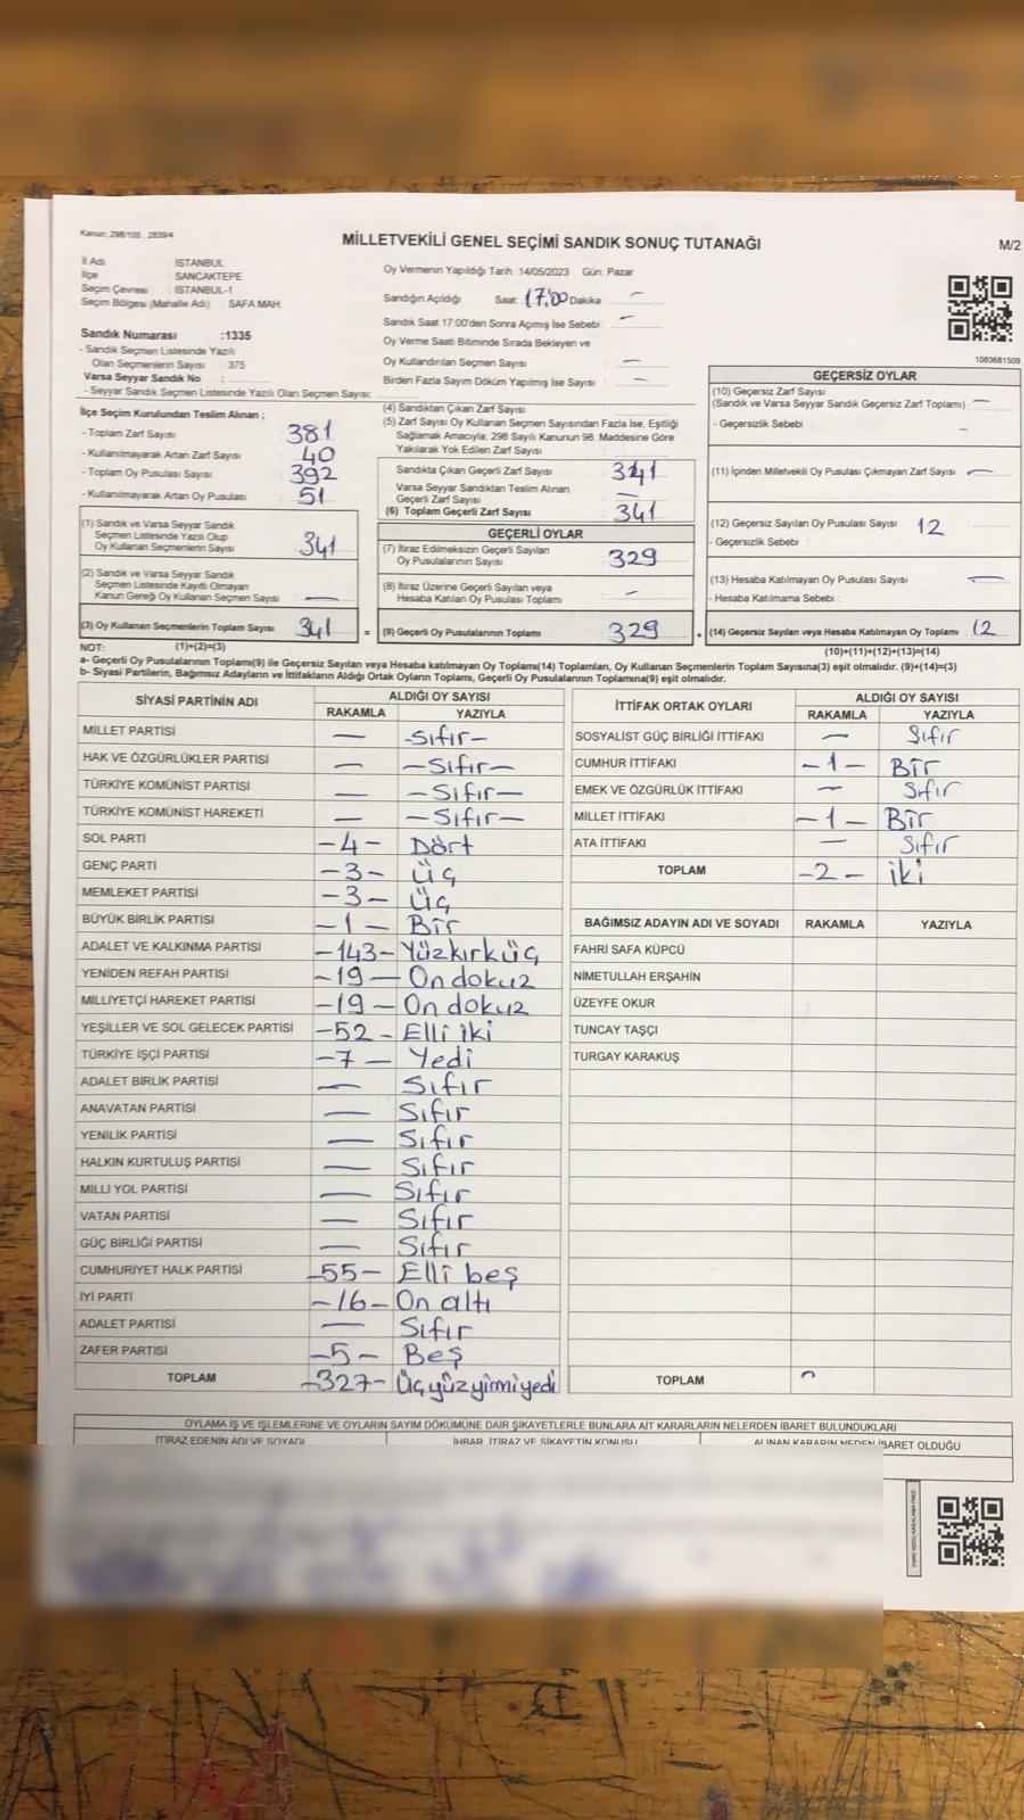 Kanun: 298/105 28394
MİLLETVEKİLİ GENEL SEÇİMİ SANDIK SONUÇ TUTANAĞI
M/2
İl Adı İSTANBUL
İlçe SANCAKTEPE
Seçim Çevresi İSTANBUL-1
Seçim Bölgesi (Mahalle Adı) SAFA MAH.
Sandık Numarası :1335
- Sandık Seçmen Listesinde Yazılı
Olan Seçmenlerin Sayısı 375
Varsa Seyyar Sandık No :
- Seyyar Sandık Seçmen Listesinde Yazılı Olan Seçmen Sayısı:
Oy Vermenin Yapıldığı Tarih: 14/05/2023 Gün: Pazar
Sandığın Açıldığı Saat: 17:00 Dakika —
Sandık Saat 17:00'den Sonra Açımış İse Sebebi: —
Oy Verme Saati Bitiminde Sırada Bekleyen ve
Oy Kullandırılan Seçmen Sayısı —
Birden Fazla Sayım Döküm Yapılmış İse Sayısı —
1080681509
İlçe Seçim Kurulundan Teslim Alınan ;
- Toplam Zarf Sayısı 381
- Kullanılmayarak Artan Zarf Sayısı 40
- Toplam Oy Pusulası Sayısı 392
- Kullanılmayarak Artan Oy Pusulası 51
(1) Sandık ve Varsa Seyyar Sandık
Seçmen Listesinde Yazılı Olup
Oy Kullanan Seçmenlerin Sayısı 341
(2) Sandık ve Varsa Seyyar Sandık
Seçmen Listesinde Kayıtlı Olmayan
Kanun Gereği Oy Kullanan Seçmen Sayısı —
(3) Oy Kullanan Seçmenlerin Toplam Sayısı 341
(4) Sandıktan Çıkan Zarf Sayısı
(5) Zarf Sayısı Oy Kullanan Seçmen Sayısından Fazla İse, Eşitliği
Sağlamak Amacıyla, 298 Sayılı Kanunun 98. Maddesine Göre
Yakılarak Yok Edilen Zarf Sayısı
Sandıkta Çıkan Geçerli Zarf Sayısı 341
Varsa Seyyar Sandıktan Teslim Alınan
Geçerli Zarf Sayısı —
(6) Toplam Geçerli Zarf Sayısı 341
GEÇERLİ OYLAR
(7) İtiraz Edilmeksizin Geçerli Sayılan
Oy Pusulalarının Sayısı 329
(8) İtiraz Üzerine Geçerli Sayılan veya
Hesaba Katılan Oy Pusulası Toplamı —
= (9) Geçerli Oy Pusulalarının Toplamı 329
GEÇERSİZ OYLAR
(10) Geçersiz Zarf Sayısı
(Sandık ve Varsa Seyyar Sandık Geçersiz Zarf Toplamı) —
- Geçersizlik Sebebi —
(11) İçinden Milletvekili Oy Pusulası Çıkmayan Zarf Sayısı —
(12) Geçersiz Sayılan Oy Pusulası Sayısı 12
- Geçersizlik Sebebi
(13) Hesaba Katılmayan Oy Pusulası Sayısı —
- Hesaba Katılmama Sebebi
(14) Geçersiz Sayılan veya Hesaba Katılmayan Oy Toplamı 12
NOT: (1)+(2)=(3)
(10)+(11)+(12)+(13)=(14)
a- Geçerli Oy Pusulalarının Toplamı(9) ile Geçersiz Sayılan veya Hesaba katılmayan Oy Toplamı(14) Toplamları, Oy Kullanan Seçmenlerin Toplam Sayısına(3) eşit olmalıdır. (9)+(14)=(3)
b- Siyasi Partilerin, Bağımsız Adayların ve İttifakların Aldığı Ortak Oyların Toplamı, Geçerli Oy Pusulalarının Toplamına(9) eşit olmalıdır.
SİYASİ PARTİNİN ADI ALDIĞI OY SAYISI
RAKAMLA YAZIYLA
MİLLET PARTİSİ — -Sıfır-
HAK VE ÖZGÜRLÜKLER PARTİSİ — -Sıfır-
TÜRKİYE KOMÜNİST PARTİSİ — -Sıfır-
TÜRKİYE KOMÜNİST HAREKETİ — -Sıfır-
SOL PARTİ -4- Dört
GENÇ PARTİ -3- Üç
MEMLEKET PARTİSİ -3- Üç
BÜYÜK BİRLİK PARTİSİ -1- Bir
ADALET VE KALKINMA PARTİSİ -143- Yüzkırküç
YENİDEN REFAH PARTİSİ -19- On dokuz
MİLLİYETÇİ HAREKET PARTİSİ -19- On dokuz
YEŞİLLER VE SOL GELECEK PARTİSİ -52- Elli iki
TÜRKİYE İŞÇİ PARTİSİ -7- Yedi
ADALET BİRLİK PARTİSİ — Sıfır
ANAVATAN PARTİSİ — Sıfır
YENİLİK PARTİSİ — Sıfır
HALKIN KURTULUŞ PARTİSİ — Sıfır
MİLLİ YOL PARTİSİ — Sıfır
VATAN PARTİSİ — Sıfır
GÜÇ BİRLİĞİ PARTİSİ — Sıfır
CUMHURİYET HALK PARTİSİ -55- Elli beş
İYİ PARTİ -16- On altı
ADALET PARTİSİ — Sıfır
ZAFER PARTİSİ -5- Beş
TOPLAM -327- Üçyüzyirmiyedi
İTTİFAK ORTAK OYLARI ALDIĞI OY SAYISI
RAKAMLA YAZIYLA
SOSYALİST GÜÇ BİRLİĞİ İTTİFAKI — Sıfır
CUMHUR İTTİFAKI -1- Bir
EMEK VE ÖZGÜRLÜK İTTİFAKI — Sıfır
MİLLET İTTİFAKI -1- Bir
ATA İTTİFAKI — Sıfır
TOPLAM -2- İki
BAĞIMSIZ ADAYIN ADI VE SOYADI RAKAMLA YAZIYLA
FAHRİ SAFA KÜPCÜ
NİMETULLAH ERŞAHİN
ÜZEYFE OKUR
TUNCAY TAŞÇI
TURGAY KARAKUŞ
TOPLAM
OYLAMA İŞ VE İŞLEMLERİNE VE OYLARIN SAYIM DÖKÜMÜNE DAİR ŞİKAYETLERLE BUNLARA AİT KARARLARIN NELERDEN İBARET BULUNDUKLARI
İTİRAZ EDENİN ADI VE SOYADI İHBAR, İTİRAZ VE ŞİKAYETİN KONUSU ALINAN KARARIN NEDEN İBARET OLDUĞU